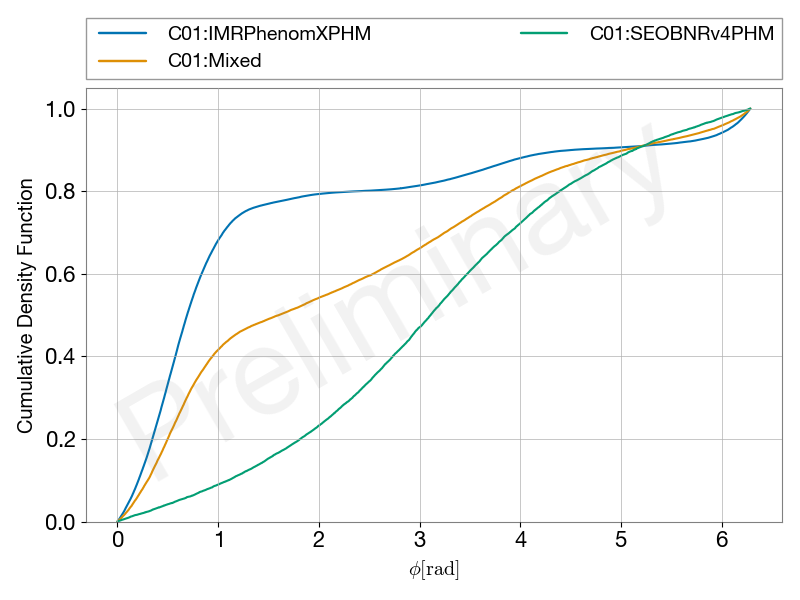 C01:IMRPhenomXPHM
C01:Mixed
C01:SEOBNRv4PHM
Preliminary
Cumulative Density Function
1.0
0.8
0.6
0.4
0.2
0.0
0 1 2 3 4 5 6
ϕ[rad]